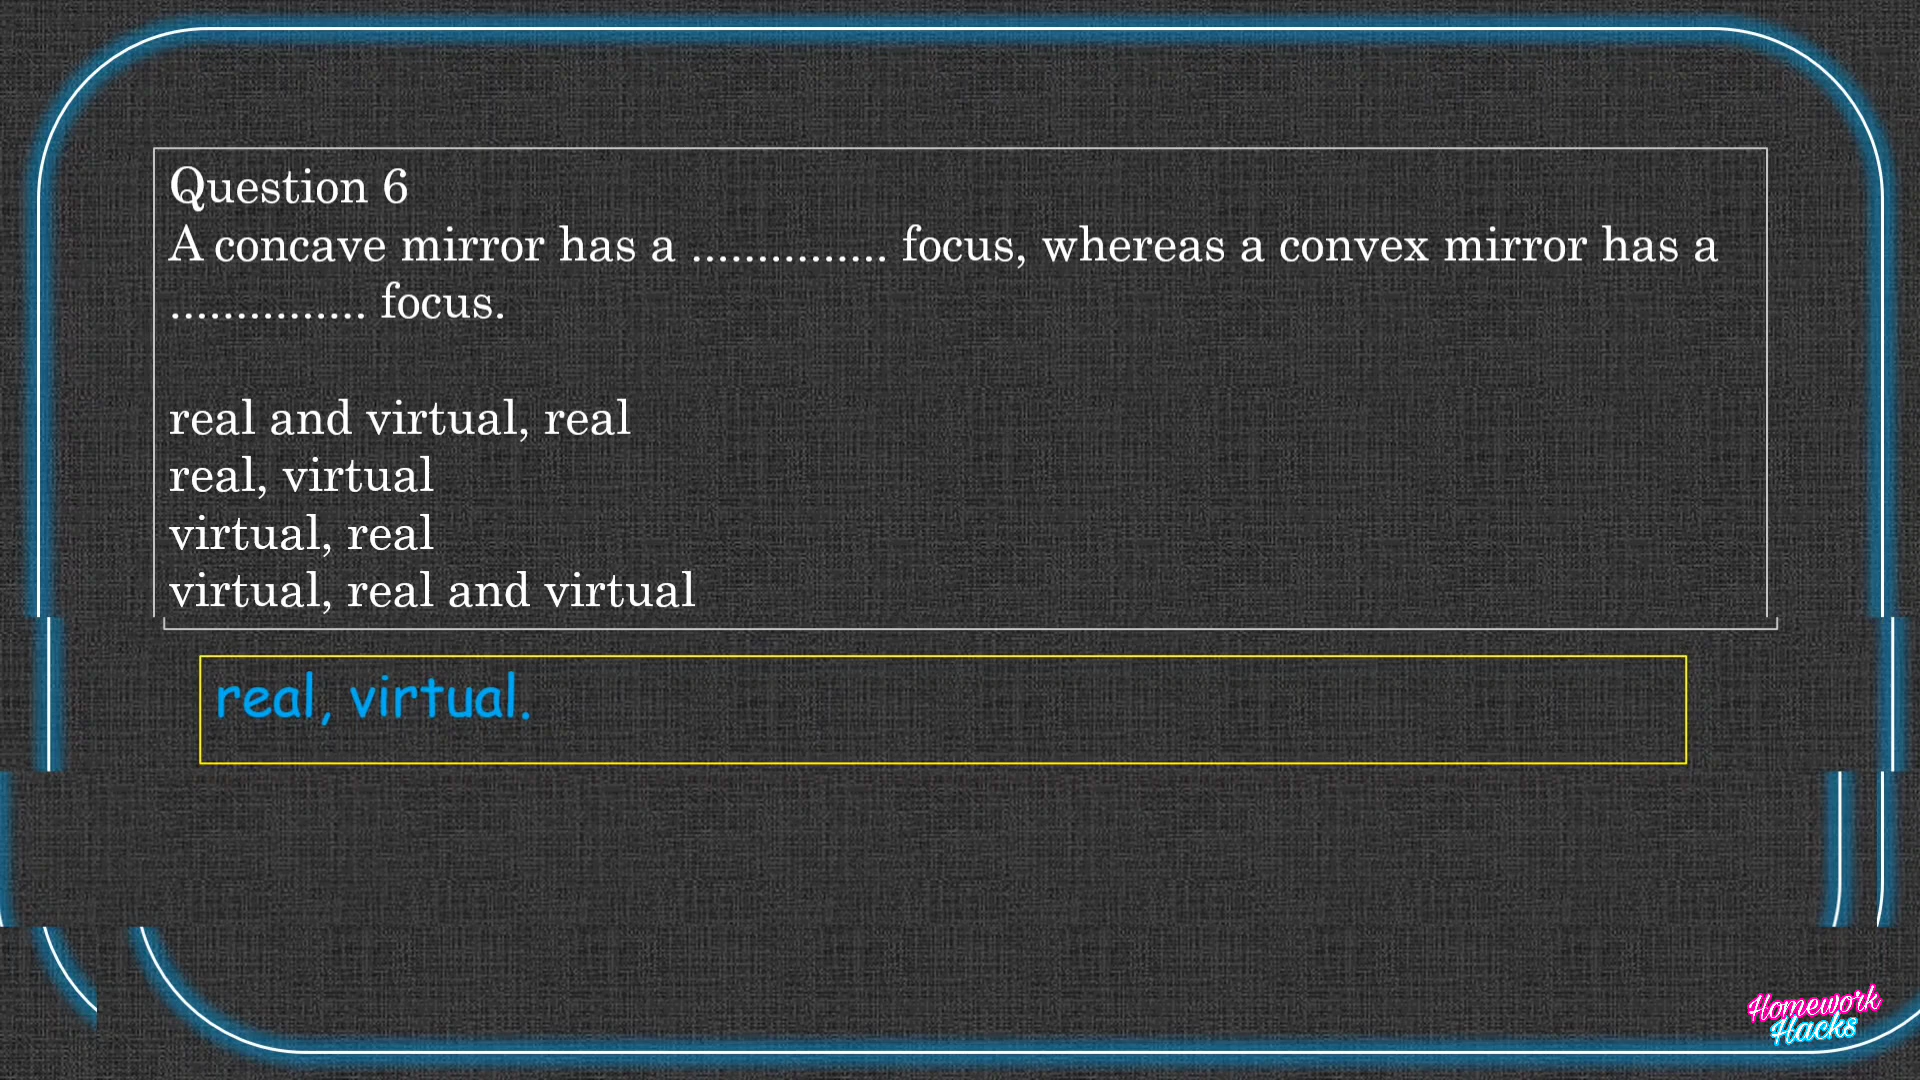 Question 6
A concave mirror has a ............... focus, whereas a convex mirror has a
............... focus.
real and virtual, real
real, virtual
virtual, real
virtual, real and virtual
real, virtual.
Homework
Hacks